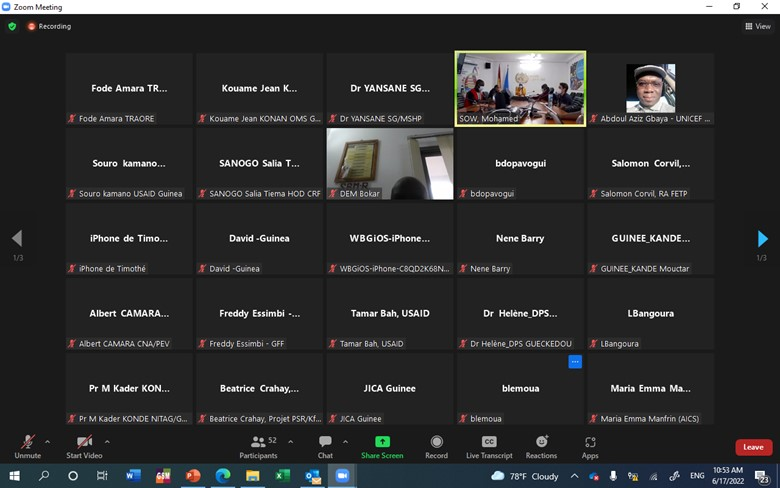 Zoom Meeting
Recording
View
Fode Amara TR...
Fode Amara TRAORE
Kouame Jean K...
Kouame Jean KONAN OMS G...
Dr YANSANE SG...
Dr YANSANE SG/MSHP
SOW, Mohamed
Abdoul Aziz Gbaya - UNICEF ...
Souro kamano...
Souro kamano USAID Guinea
SANOGO Salia T...
SANOGO Salia Tiema HOD CRF
DEM Bokar
bdopavogui
bdopavogui
Salomon Corvil,...
Salomon Corvil, RA FETP
1/3
1/3
iPhone de Timo...
iPhone de Timothé
David -Guinea
David -Guinea
WBGiOS-iPhone...
WBGiOS-iPhone-C8QD2K68N...
Nene Barry
Nene Barry
GUINEE_KANDE...
GUINEE_KANDE Mouctar
Albert CAMARA...
Albert CAMARA CNA/PEV
Freddy Essimbi -...
Freddy Essimbi - GFF
Tamar Bah, USAID
Tamar Bah, USAID
Dr Helène_DPS...
Dr Helène_DPS GUECKEDOU
LBangoura
LBangoura
Pr M Kader KON...
Pr M Kader KONDE NITAG/G...
Beatrice Crahay,...
Beatrice Crahay, Projet PSR/Kf...
JICA Guinee
JICA Guinee
blemoua
blemoua
Maria Emma Ma...
Maria Emma Manfrin (AICS)
Unmute
Start Video
52
Participants
Chat
Share Screen
Record
CC
Live Transcript
Reactions
Apps
Leave
78°F Cloudy
ENG
10:53 AM
6/17/2022
23